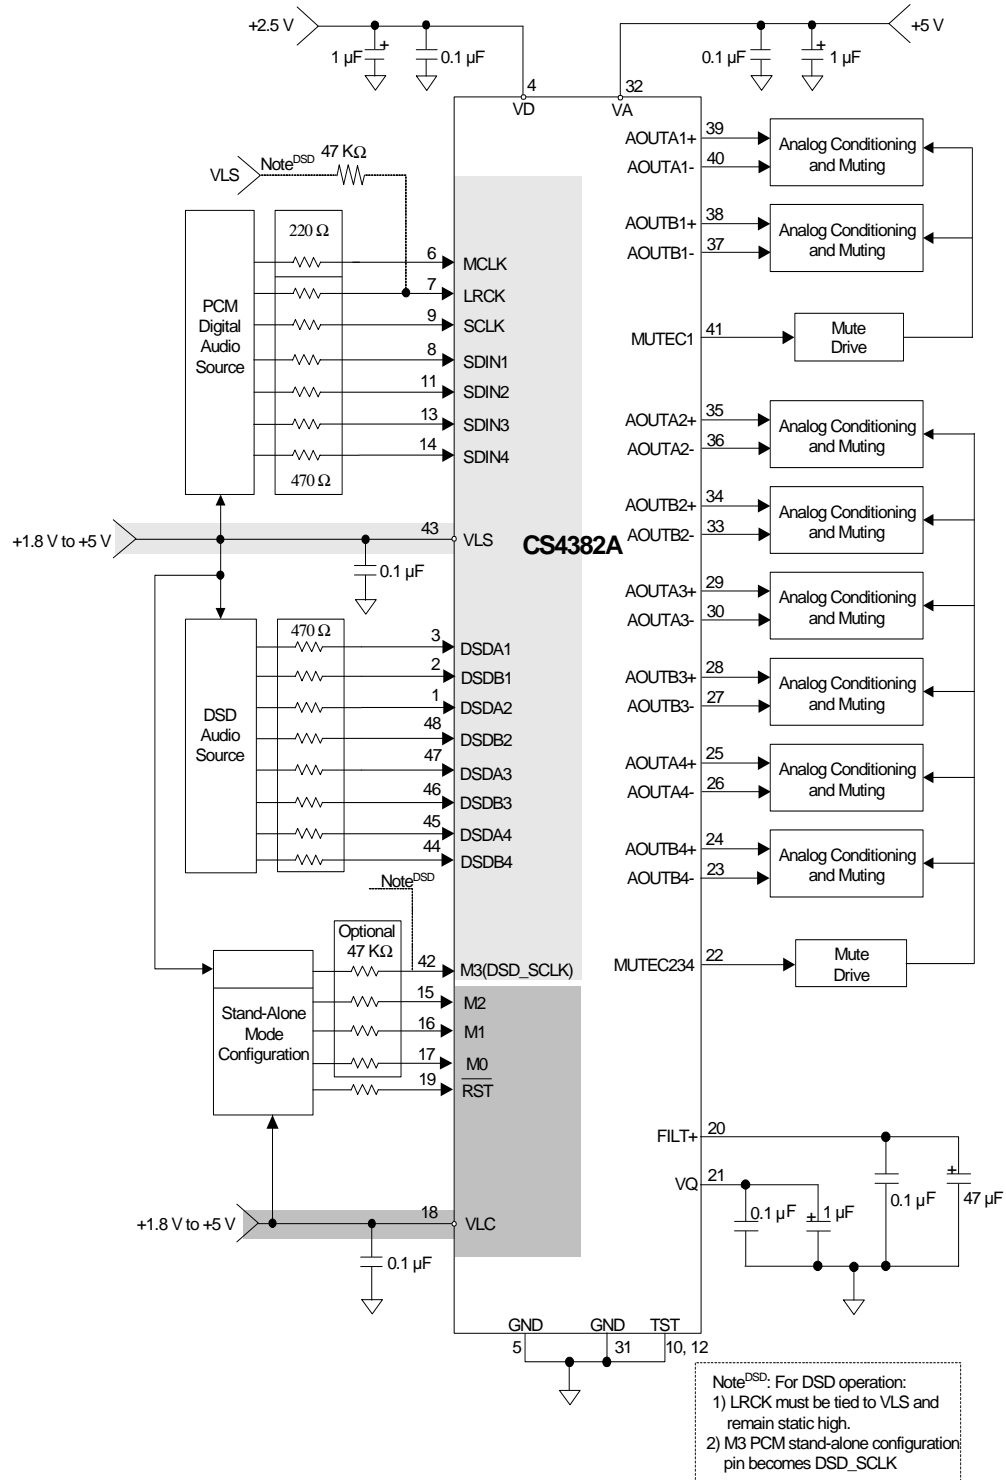 +2.5 V
+5 V
1 µF
+
0.1 µF
0.1 µF
+
1 µF
4
32
VD
VA
VLS
Note^DSD
47 KΩ
220 Ω
PCM
Digital
Audio
Source
470 Ω
6
MCLK
7
LRCK
9
SCLK
8
SDIN1
11
SDIN2
13
SDIN3
14
SDIN4
+1.8 V to +5 V
43
VLS
0.1 µF
CS4382A
DSD
Audio
Source
470 Ω
3
DSDA1
2
DSDB1
1
DSDA2
48
DSDB2
47
DSDA3
46
DSDB3
45
DSDA4
44
DSDB4
Note^DSD
Optional
47 KΩ
Stand-Alone
Mode
Configuration
42
M3(DSD_SCLK)
15
M2
16
M1
17
M0
19
RST
+1.8 V to +5 V
18
VLC
0.1 µF
AOUTA1+
39
AOUTA1-
40
Analog Conditioning
and Muting
AOUTB1+
38
AOUTB1-
37
Analog Conditioning
and Muting
MUTEC1
41
Mute
Drive
AOUTA2+
35
AOUTA2-
36
Analog Conditioning
and Muting
AOUTB2+
34
AOUTB2-
33
Analog Conditioning
and Muting
AOUTA3+
29
AOUTA3-
30
Analog Conditioning
and Muting
AOUTB3+
28
AOUTB3-
27
Analog Conditioning
and Muting
AOUTA4+
25
AOUTA4-
26
Analog Conditioning
and Muting
AOUTB4+
24
AOUTB4-
23
Analog Conditioning
and Muting
MUTEC234
22
Mute
Drive
FILT+
20
VQ
21
0.1 µF
+
1 µF
0.1 µF
+
47 µF
GND
GND
TST
5
31
10, 12
Note^DSD: For DSD operation:
1) LRCK must be tied to VLS and
remain static high.
2) M3 PCM stand-alone configuration
pin becomes DSD_SCLK